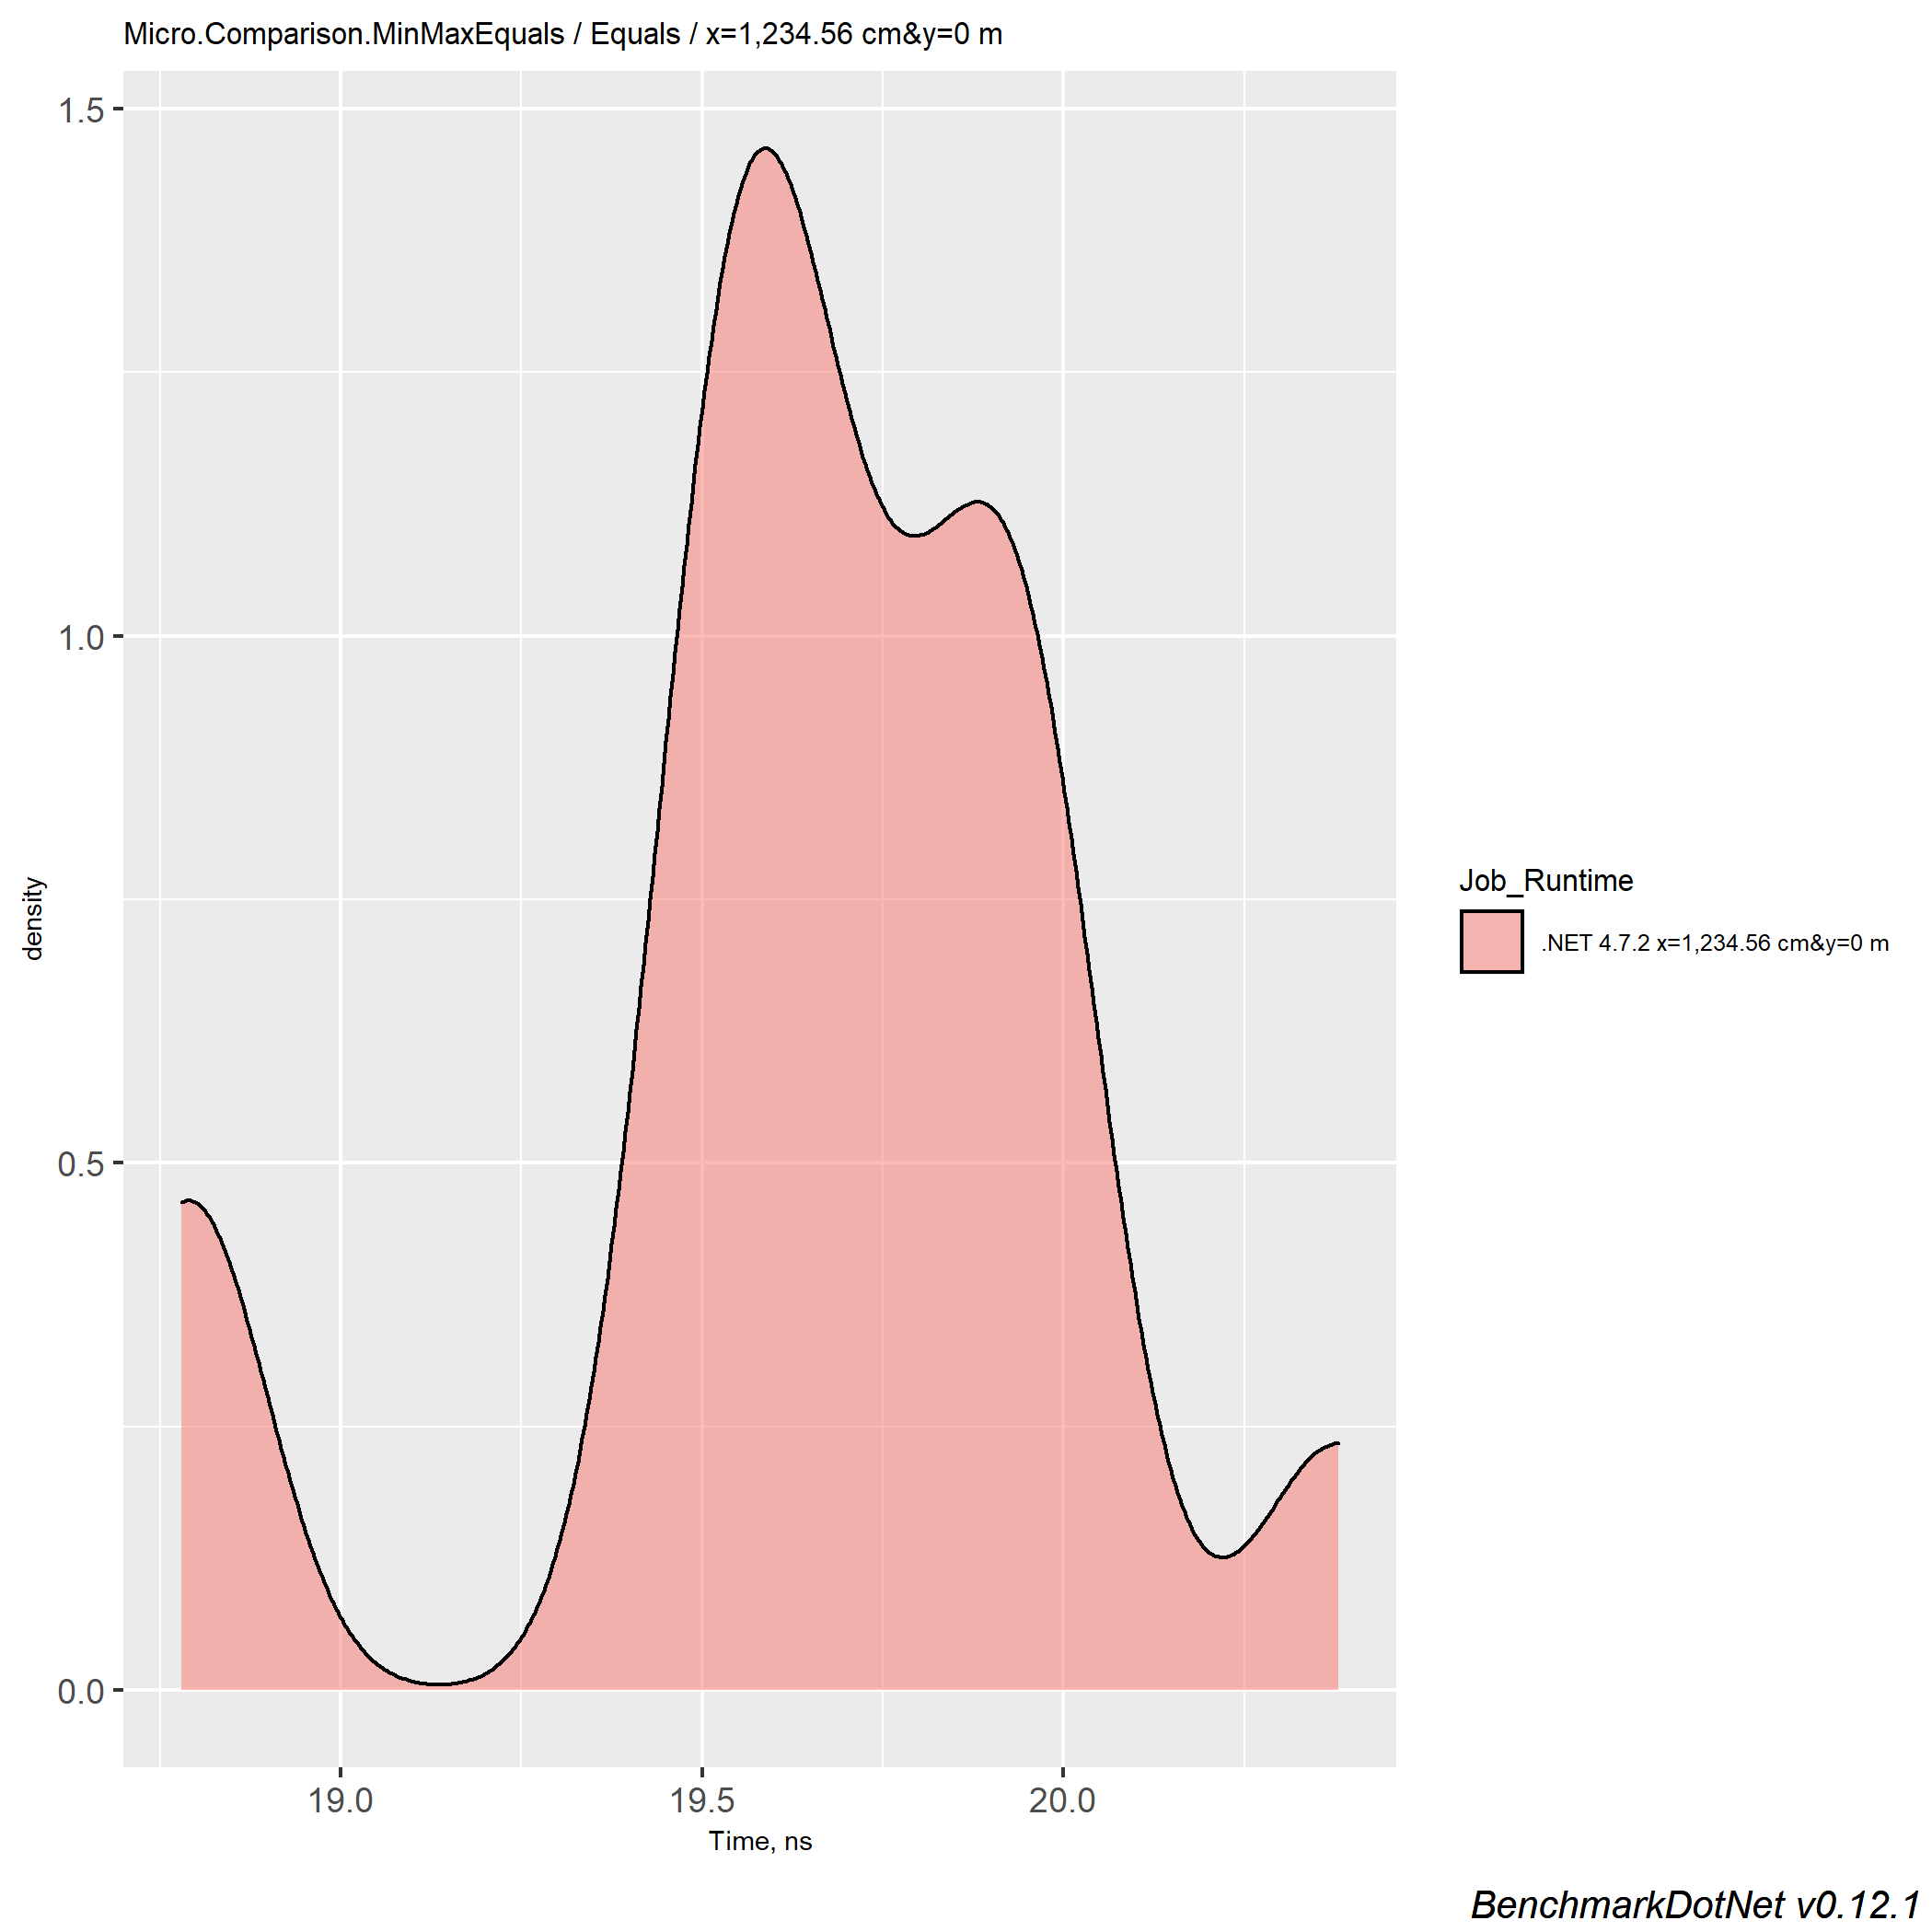 Micro.Comparison.MinMaxEquals / Equals / x=1,234.56 cm&y=0 m
1.5
1.0
0.5
0.0
density
19.0 19.5 20.0
Time, ns
Job_Runtime
.NET 4.7.2 x=1,234.56 cm&y=0 m
BenchmarkDotNet v0.12.1